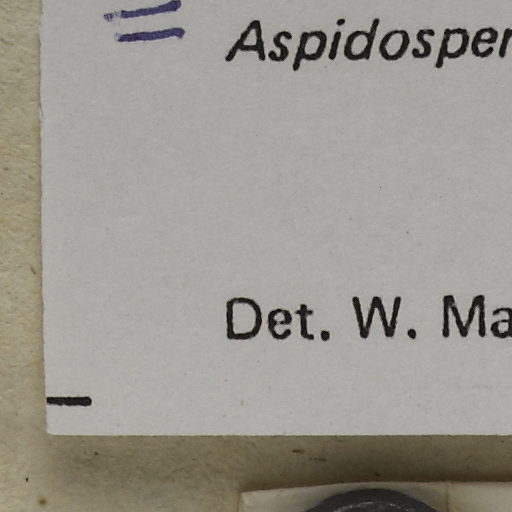 = Aspidosper
Det. W. Ma